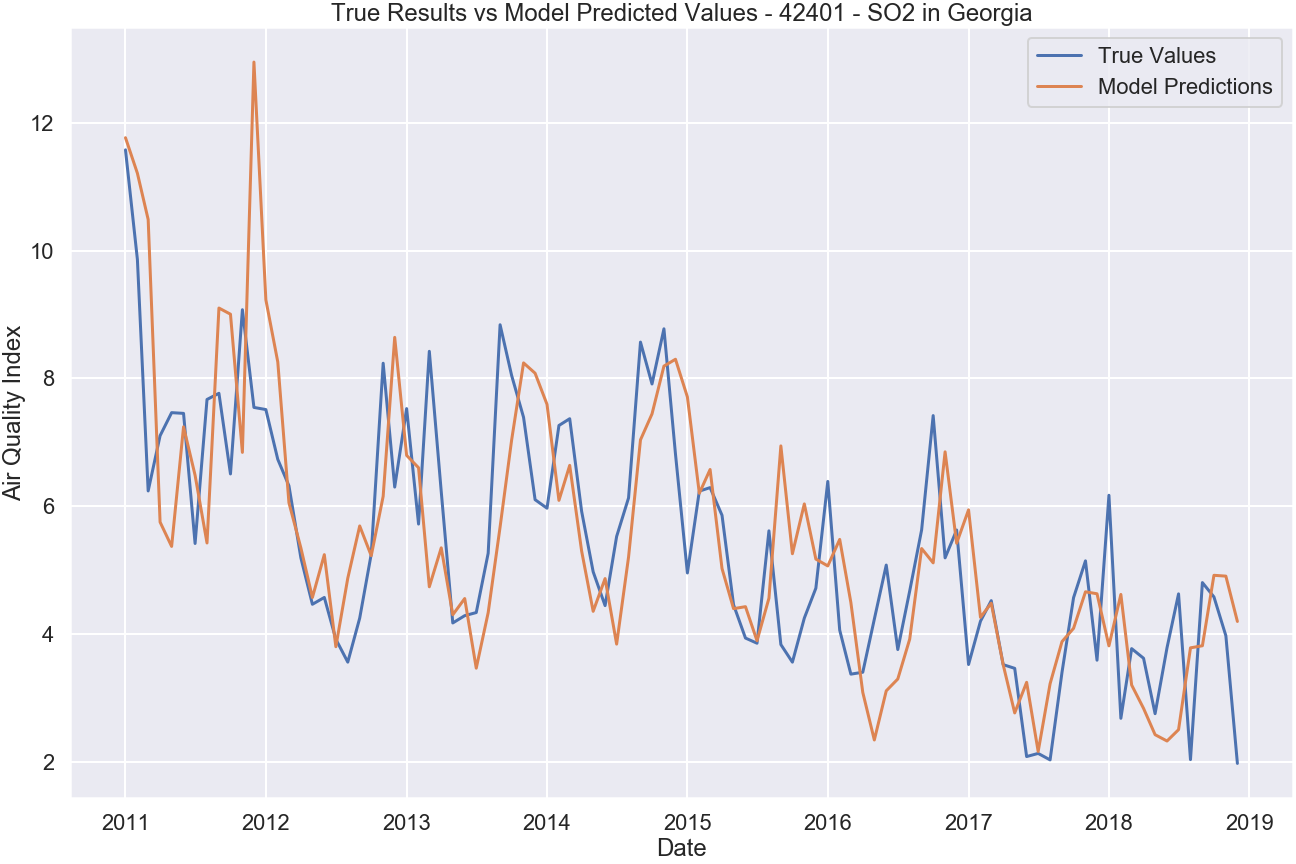 True Results vs Model Predicted Values - 42401 - SO2 in Georgia
True Values
Model Predictions
Air Quality Index
12
10
8
6
4
2
2011 2012 2013 2014 2015 2016 2017 2018 2019
Date